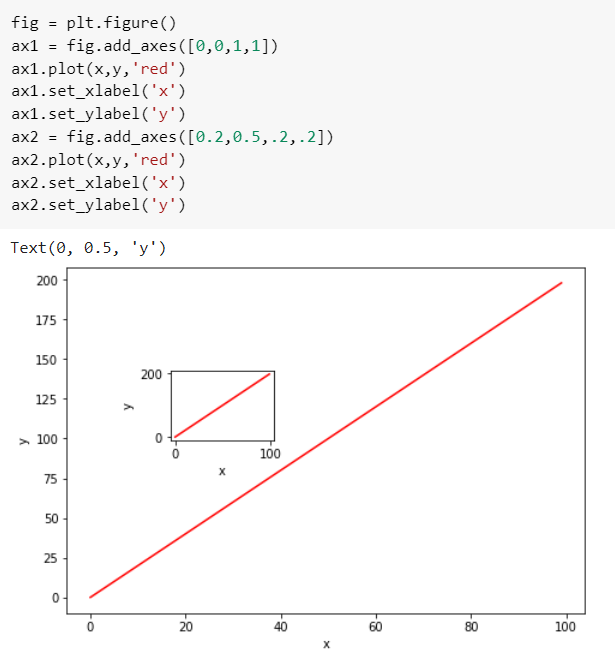 fig = plt.figure()
ax1 = fig.add_axes([0,0,1,1])
ax1.plot(x,y,'red')
ax1.set_xlabel('x')
ax1.set_ylabel('y')
ax2 = fig.add_axes([0.2,0.5,.2,.2])
ax2.plot(x,y,'red')
ax2.set_xlabel('x')
ax2.set_ylabel('y')
Text(0, 0.5, 'y')
200
175
150
125
100
75
50
25
0
y
200
0
y
0 100
x
0 20 40 60 80 100
x